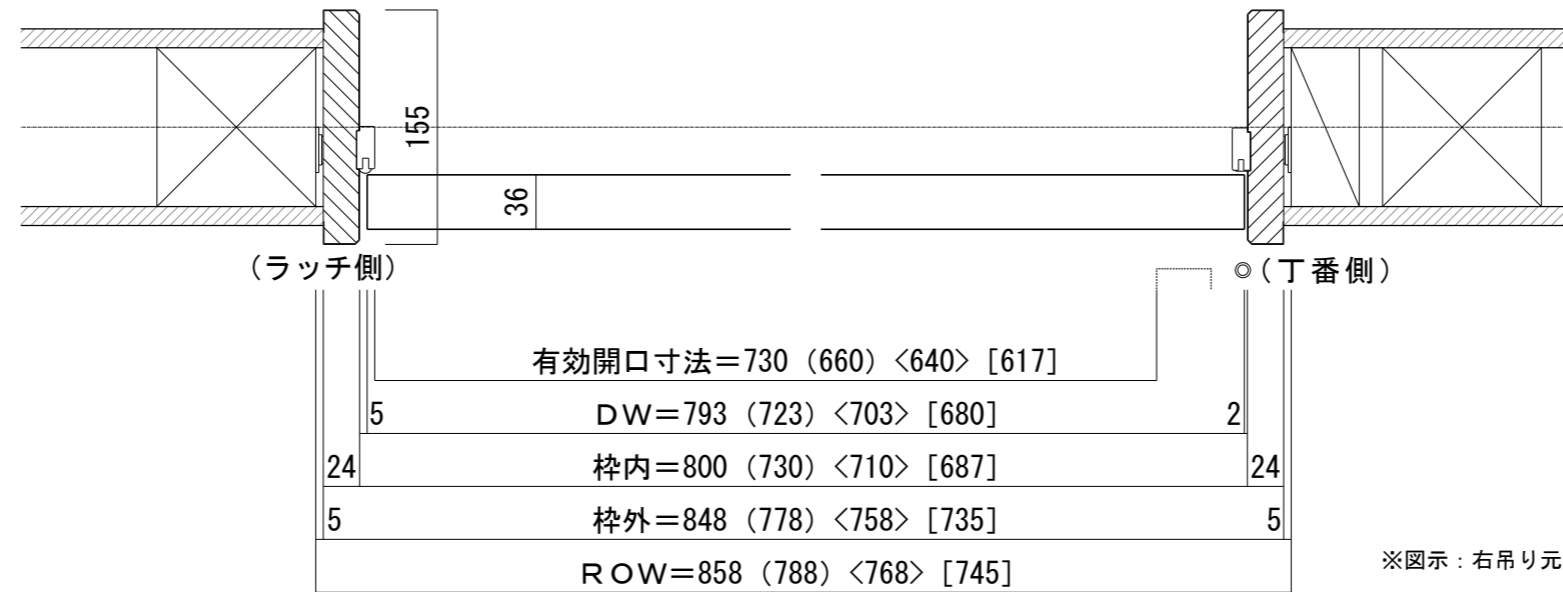 155
36
(ラッチ側)
◎(丁番側)
有効開口寸法=730 (660) <640> [617]
5 DW=793 (723) <703> [680] 2
24 枠内=800 (730) <710> [687] 24
5 枠外=848 (778) <758> [735] 5
ROW=858 (788) <768> [745]
※図示:右吊り元